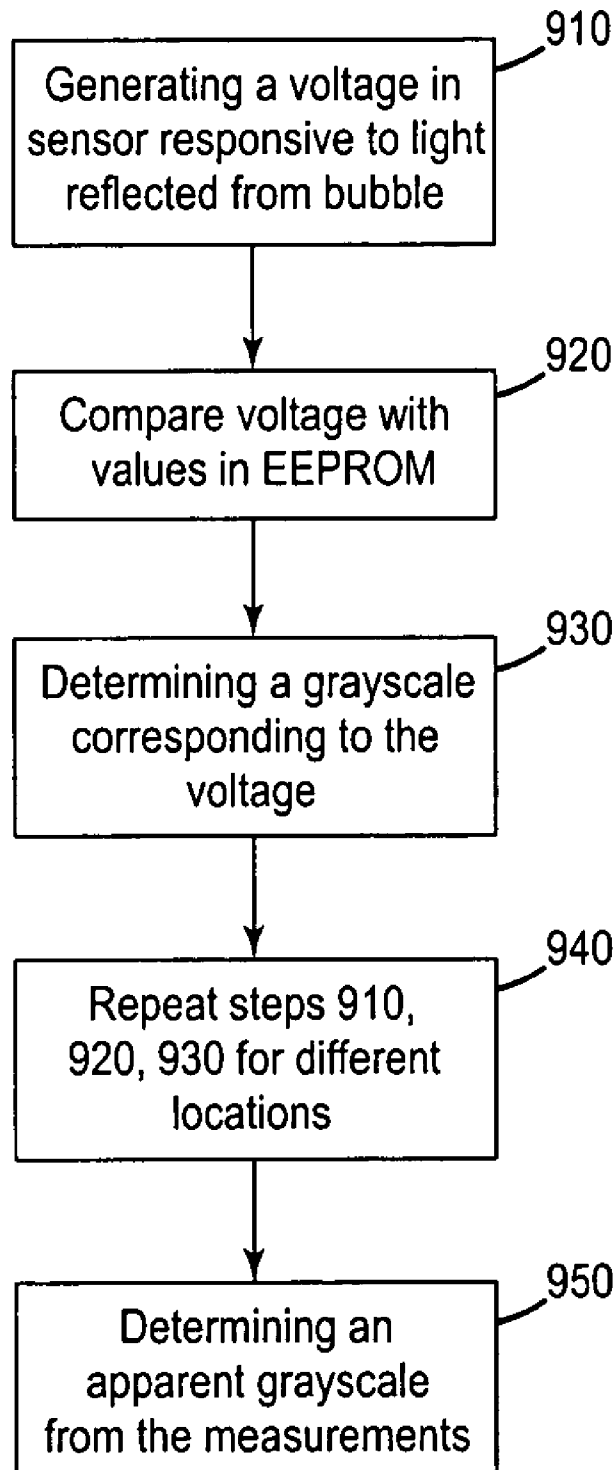 910
Generating a voltage in
sensor responsive to light
reflected from bubble
920
Compare voltage with
values in EEPROM
930
Determining a grayscale
corresponding to the
voltage
940
Repeat steps 910,
920, 930 for different
locations
950
Determining an
apparent grayscale
from the measurements